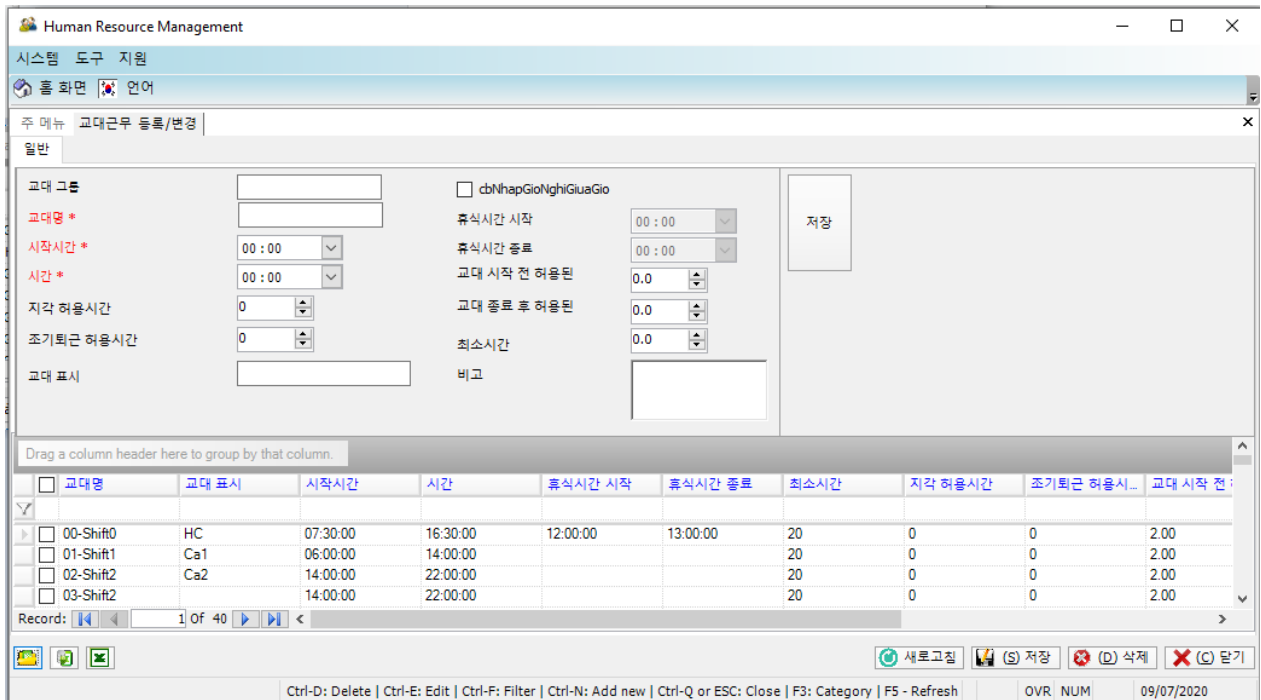 Human Resource Management
시스템 도구 지원
홈 화면 언어
주 메뉴 교대근무 등록/변경
일반
교대 그룹
cbNhapGioNghiGiuaGio
저장
교대명 *
휴식시간 시작 00 : 00
시작시간 * 00 : 00
휴식시간 종료 00 : 00
시간 * 00 : 00
교대 시작 전 허용된 0.0
지각 허용시간 0
교대 종료 후 허용된 0.0
조기퇴근 허용시간 0
최소시간 0.0
교대 표시
비고
Drag a column header here to group by that column.
교대명 교대 표시 시작시간 시간 휴식시간 시작 휴식시간 종료 최소시간 지각 허용시간 조기퇴근 허용시... 교대 시작 전
00-Shift0 HC 07:30:00 16:30:00 12:00:00 13:00:00 20 0 0 2.00
01-Shift1 Ca1 06:00:00 14:00:00 20 0 0 2.00
02-Shift2 Ca2 14:00:00 22:00:00 20 0 0 2.00
03-Shift2 14:00:00 22:00:00 20 0 0 2.00
Record: 1 Of 40
새로고침 (S) 저장 (D) 삭제 (C) 닫기
Ctrl-D: Delete | Ctrl-E: Edit | Ctrl-F: Filter | Ctrl-N: Add new | Ctrl-Q or ESC: Close | F3: Category | F5 - Refresh OVR NUM 09/07/2020